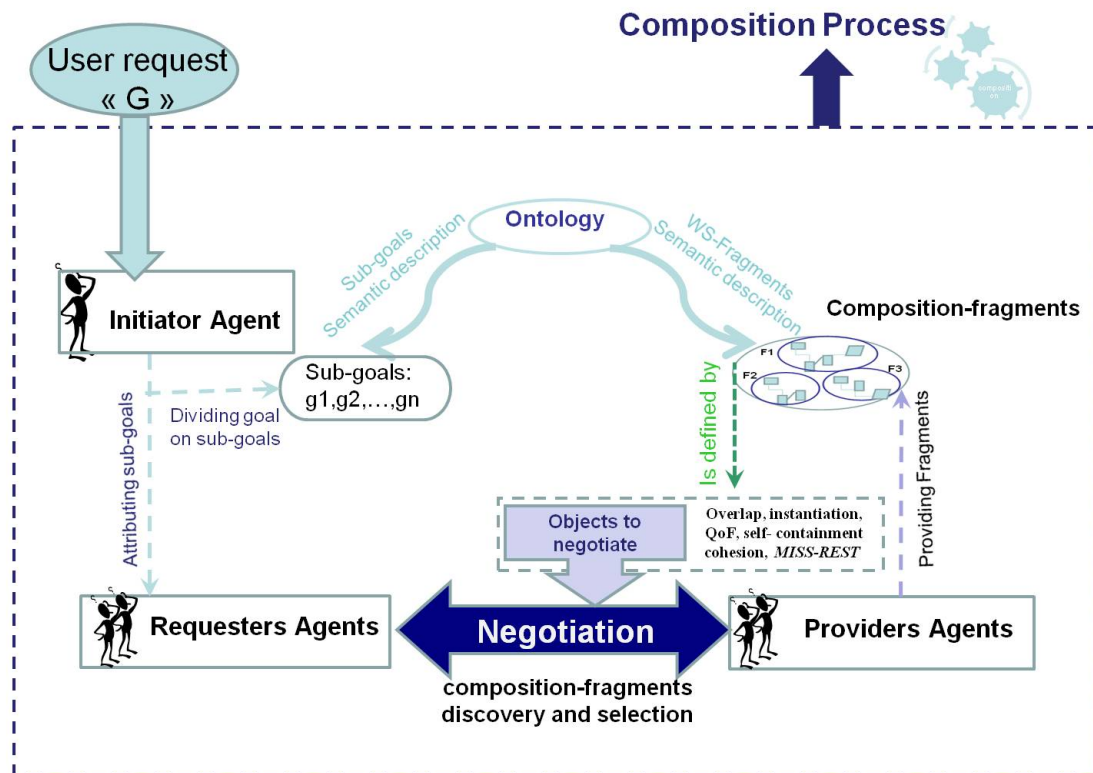 Composition Process
User request
« G »
Ontology
Sub-goals
Semantic description
WS-Fragments
Semantic description
Initiator Agent
Composition-fragments
F1
F2
F3
Sub-goals:
g1,g2,…,gn
Dividing goal
on sub-goals
Attributing sub-goals
Is defined by
Providing Fragments
Objects to
negotiate
Overlap, instantiation,
QoF, self- containment
cohesion, MISS-REST
Requesters Agents
Negotiation
Providers Agents
composition-fragments
discovery and selection